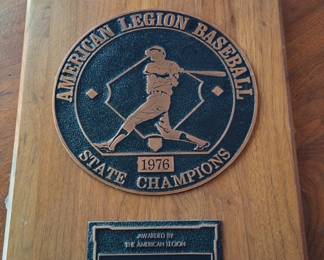 AMERICAN LEGION BASEBALL
1976
STATE CHAMPIONS
AWARDED BY
THE AMERICAN LEGION